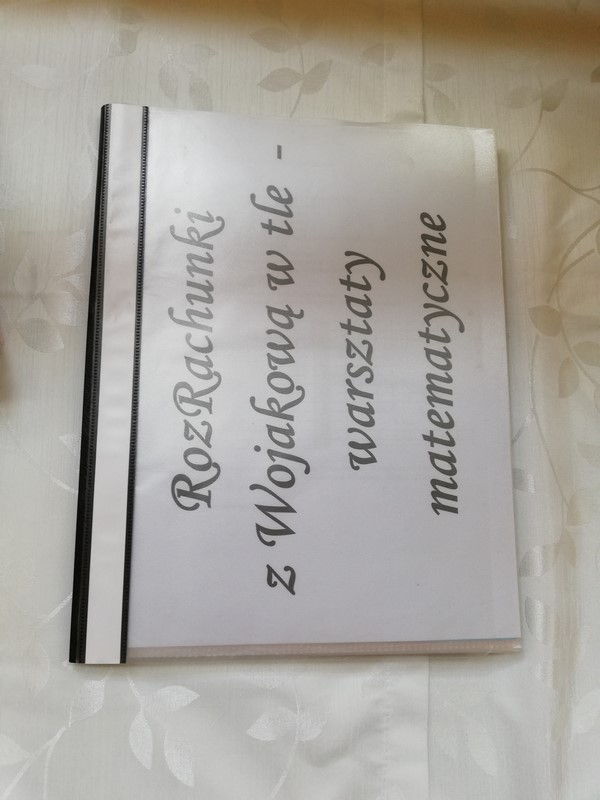 RozRachunki
z Wojakową w tle -
warsztaty
matematyczne